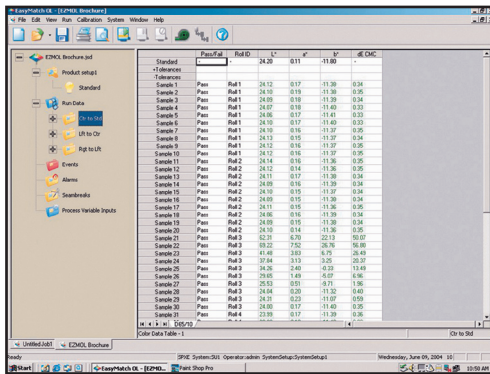 EasyMatch OL - [EZMOL Brochure]
File Edit View Run Calibration System Window Help
EZMOL Brochure.jsd
Product setup1
Standard
Run Data
Ctr to Std
Lft to Ctr
Rgt to Lft
Events
Alarms
Seambreaks
Process Variable Inputs
Pass/Fail Roll ID L* a* b* dE CMC
Standard - - 24.20 0.11 -11.80 -
+Tolerances
-Tolerances
Sample 1 Pass Roll 1 24.12 0.17 -11.38 0.34
Sample 2 Pass Roll 1 24.10 0.19 -11.38 0.35
Sample 3 Pass Roll 1 24.09 0.18 -11.39 0.34
Sample 4 Pass Roll 1 24.07 0.18 -11.40 0.33
Sample 5 Pass Roll 1 24.06 0.17 -11.41 0.33
Sample 6 Pass Roll 1 24.10 0.17 -11.40 0.33
Sample 7 Pass Roll 1 24.10 0.16 -11.37 0.35
Sample 8 Pass Roll 1 24.13 0.15 -11.37 0.34
Sample 9 Pass Roll 1 24.12 0.16 -11.37 0.35
Sample 10 Pass Roll 1 24.12 0.16 -11.37 0.35
Sample 11 Pass Roll 2 24.14 0.16 -11.36 0.35
Sample 12 Pass Roll 2 24.12 0.14 -11.36 0.35
Sample 13 Pass Roll 2 24.11 0.17 -11.38 0.34
Sample 14 Pass Roll 2 24.09 0.16 -11.39 0.34
Sample 15 Pass Roll 2 24.10 0.15 -11.37 0.35
Sample 16 Pass Roll 2 24.09 0.15 -11.38 0.34
Sample 17 Pass Roll 2 24.11 0.15 -11.36 0.35
Sample 18 Pass Roll 2 24.06 0.16 -11.39 0.34
Sample 19 Pass Roll 2 24.09 0.15 -11.38 0.34
Sample 20 Pass Roll 2 24.10 0.14 -11.36 0.35
Sample 21 Pass Roll 3 62.31 6.70 22.13 50.07
Sample 22 Pass Roll 3 69.22 7.52 26.76 56.80
Sample 23 Pass Roll 3 41.48 3.83 6.79 26.49
Sample 24 Pass Roll 3 37.84 3.13 3.25 20.37
Sample 25 Pass Roll 3 34.26 2.40 -0.33 13.49
Sample 26 Pass Roll 3 29.65 1.49 -5.07 6.96
Sample 27 Pass Roll 3 25.53 0.51 -9.71 1.96
Sample 28 Pass Roll 3 24.04 0.20 -11.32 0.40
Sample 29 Pass Roll 3 24.31 0.23 -11.07 0.59
Sample 30 Pass Roll 3 24.00 0.17 -11.40 0.35
Sample 31 Pass Roll 4 23.99 0.17 -11.39 0.36
D65/10
Color Data Table - 1 Ctr to Std
UntitledJob1 EZMOL Brochure
Ready SPXE System:SU1 Operator:admin SystemSetup:SystemSetup1 Wednesday, June 09, 2004 10
Start EasyMatch OL - [EZMO... Paint Shop Pro 10:50 AM